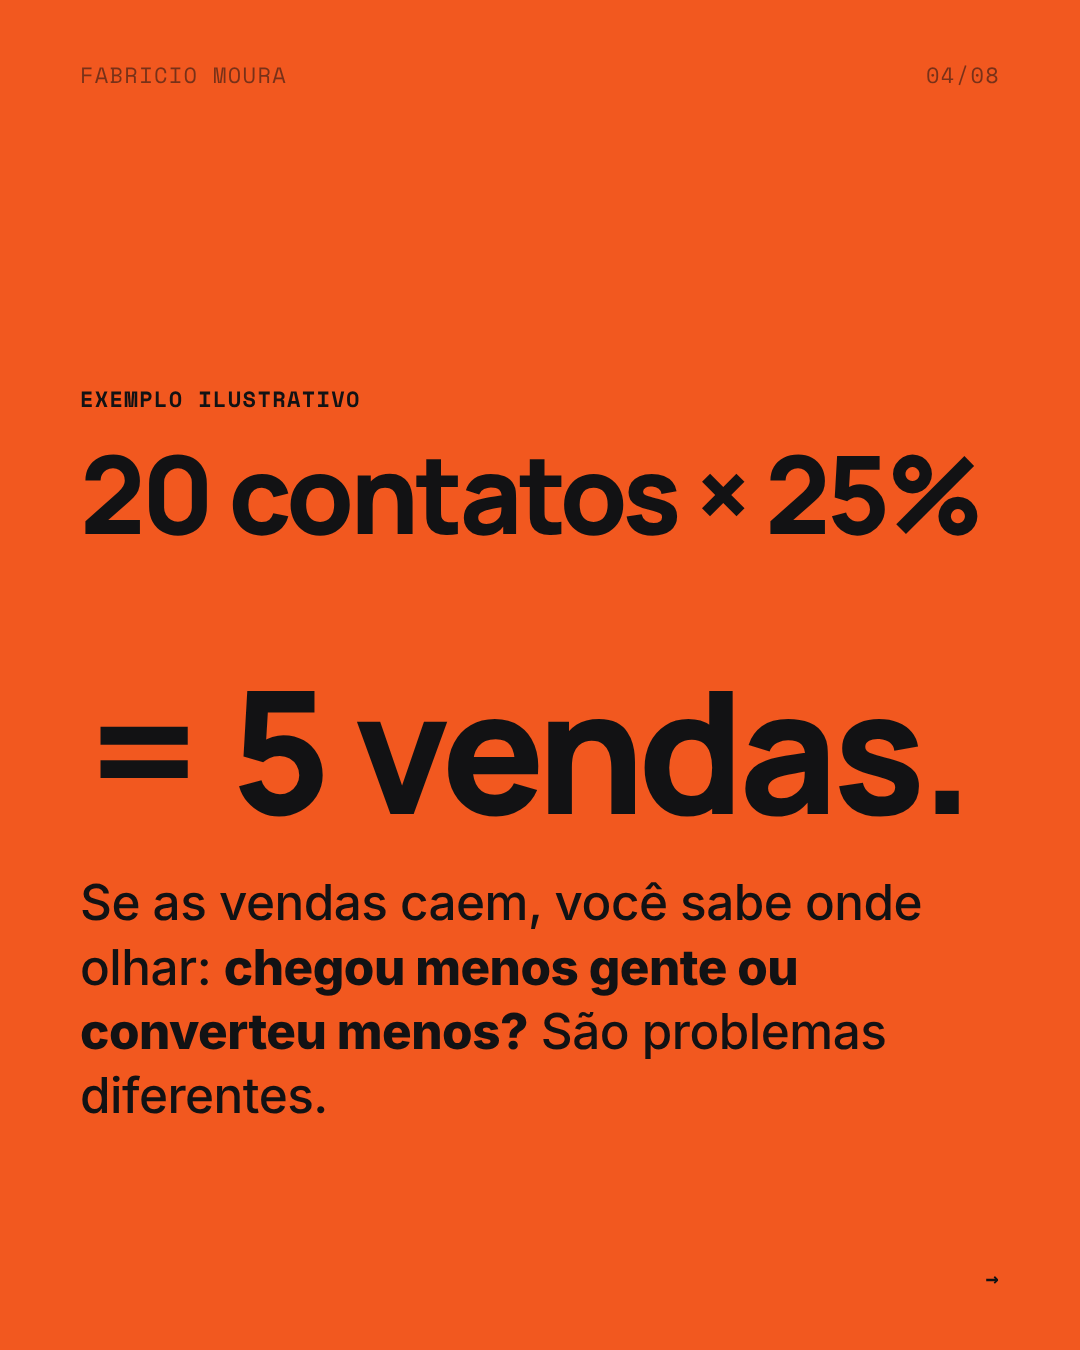 FABRICIO MOURA
04/08
EXEMPLO ILUSTRATIVO
20 contatos × 25%
= 5 vendas.
Se as vendas caem, você sabe onde
olhar: chegou menos gente ou
converteu menos? São problemas
diferentes.
→